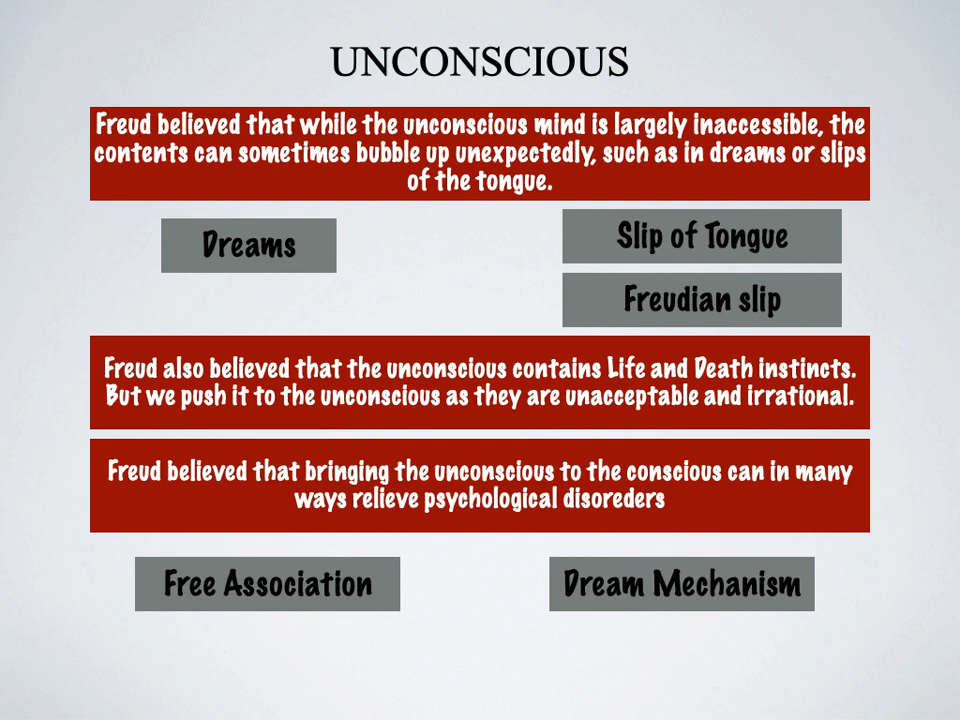 UNCONSCIOUS
Freud believed that while the unconscious mind is largely inaccessible, the
contents can sometimes bubble up unexpectedly, such as in dreams or slips
of the tongue.
Dreams
Slip of Tongue
Freudian slip
Freud also believed that the unconscious contains Life and Death instincts.
But we push it to the unconscious as they are unacceptable and irrational.
Freud believed that bringing the unconscious to the conscious can in many
ways relieve psychological disoreders
Free Association
Dream Mechanism